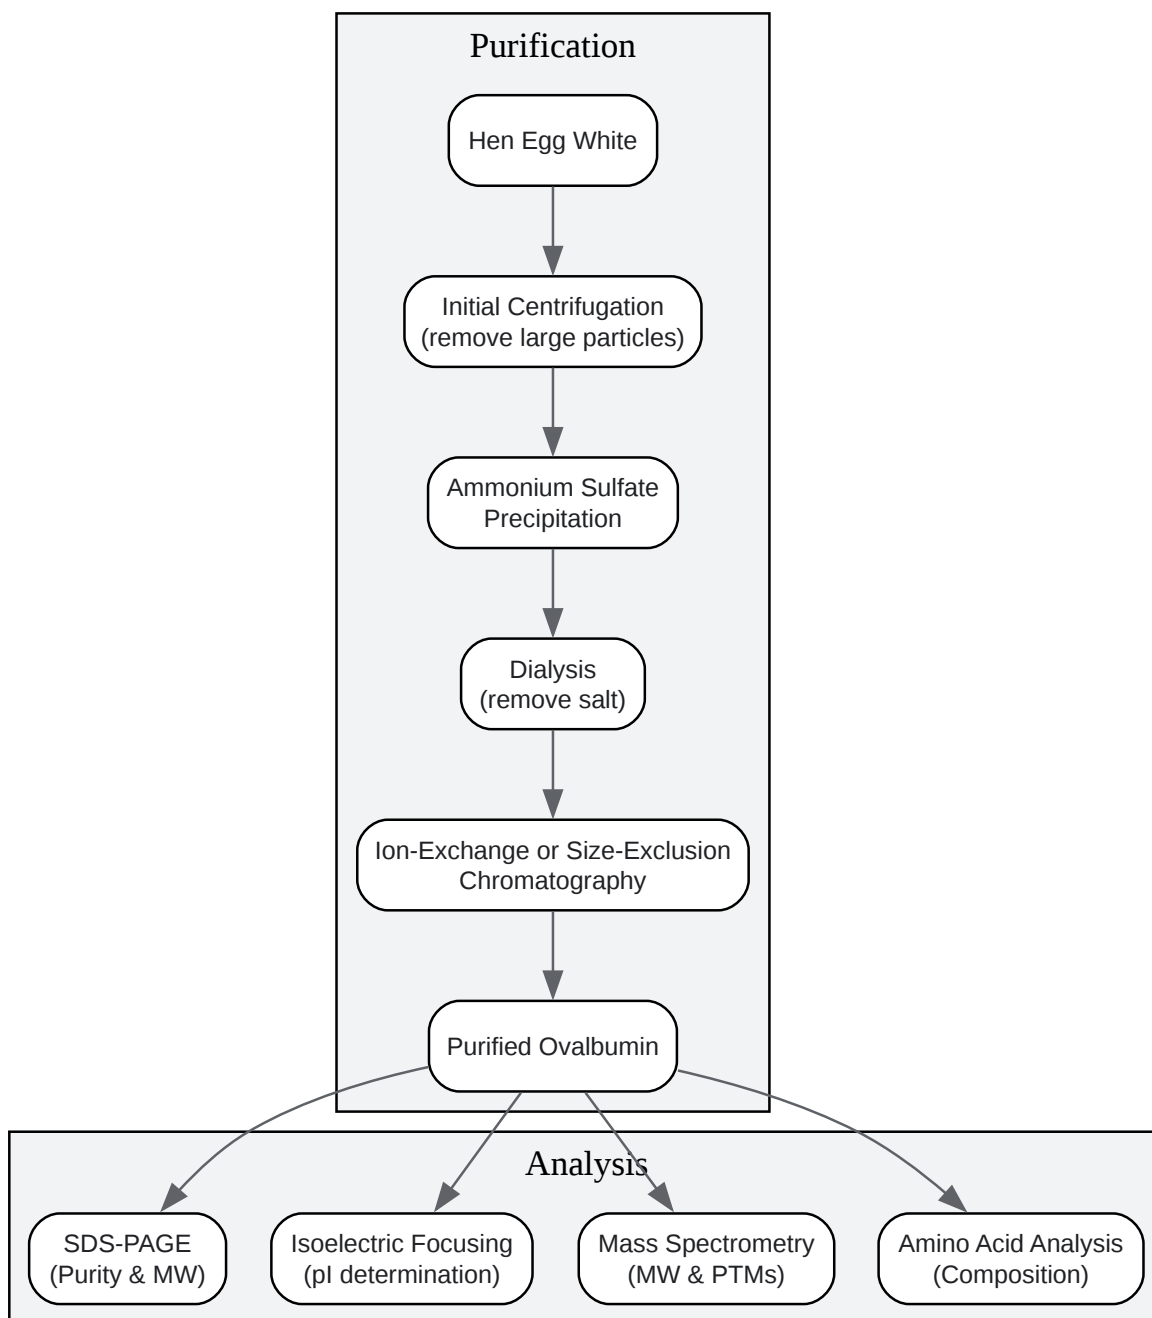 Purification
Hen Egg White
Initial Centrifugation
(remove large particles)
Ammonium Sulfate
Precipitation
Dialysis
(remove salt)
Ion-Exchange or Size-Exclusion
Chromatography
Purified Ovalbumin
Analysis
SDS-PAGE
(Purity & MW)
Isoelectric Focusing
(pI determination)
Mass Spectrometry
(MW & PTMs)
Amino Acid Analysis
(Composition)